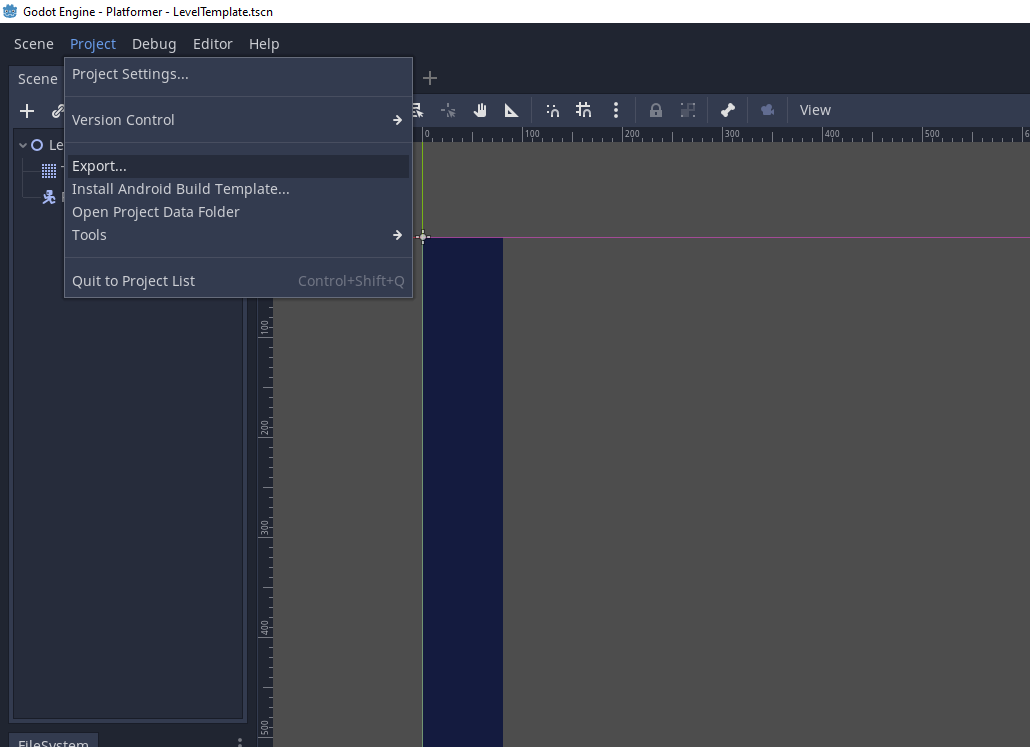 Godot Engine - Platformer - LevelTemplate.tscn
Scene Project Debug Editor Help
Scene
Project Settings...
Version Control
Export...
Install Android Build Template...
Open Project Data Folder
Tools
Quit to Project List Control+Shift+Q
View
0 100 200 300 400 500
Le
100
200
300
400
500
FileSystem